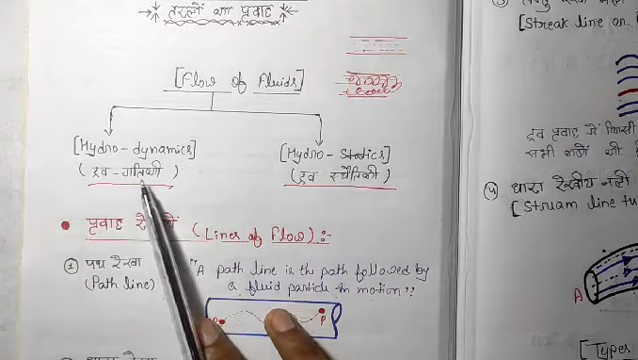 तरलों का प्रवाह
[Flow of Fluids]
[Hydro-dynamics]
(द्रव-गतिकी)
[Hydro-Statics]
(द्रव स्थैतिकी)
प्रवाह (Lines of Flow):-
① पथ रेखा
(Path line)
"A path line is the path followed by
a fluid particle in motion"
P
[Streak line
द्रव प्रवाह में किसी
सभी कणों की
④ धारा रेखीय नली
[Stream line tu
A
[Types